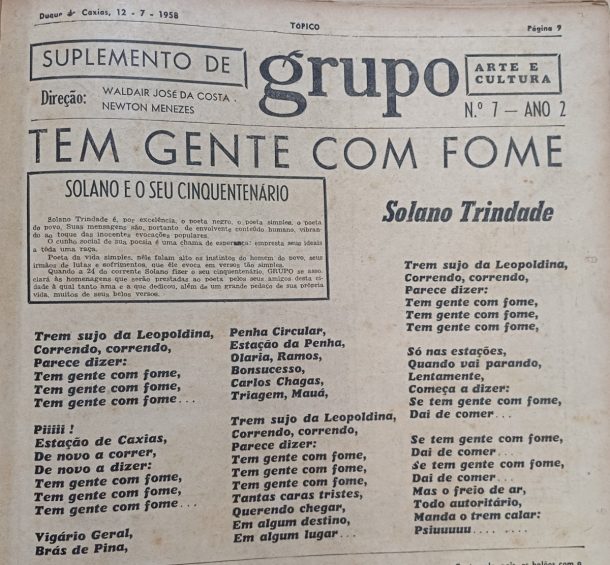 Duque de Caxias, 12 - 7 - 1958
TÓPICO
Página 9
SUPLEMENTO DE
grupo
ARTE E
CULTURA
Direção:
WALDAIR JOSÉ DA COSTA
NEWTON MENEZES
N.º 7 — ANO 2
TEM GENTE COM FOME
SOLANO E O SEU CINQUENTENÁRIO
Solano Trindade é, por excelência, o poeta negro, o poeta simples, o poeta
do povo. Suas mensagens são, portanto de envolvente conteúdo humano, vibran-
do ao toque das inocentes evocações populares.
O cunho social de sua poesia é uma chama de esperança: empresta seus ideais
a tôda uma raça.
Poeta da vida simples, nêle falam alto os instintos do homem do povo, seus
irmãos de lutas e sofrimentos, que êle evoca em versos tão simples.
Quando a 24 do corrente Solano fizer o seu cinquentenário, GRUPO se asso-
ciará às homenagens que serão prestadas ao poeta pelos seus amigos desta ci-
dade à qual tanto ama e a que dedicou, além de um grande pedaço de sua própria
vida, muitos de seus belos versos.
Solano Trindade
Trem sujo da Leopoldina,
Correndo, correndo,
Parece dizer:
Tem gente com fome,
Tem gente com fome,
Tem gente com fome...
Piiiii !
Estação de Caxias,
De novo a correr,
De novo a dizer:
Tem gente com fome,
Tem gente com fome,
Tem gente com fome...
Vigário Geral,
Brás de Pina,
Penha Circular,
Estação da Penha,
Olaria, Ramos,
Bonsucesso,
Carlos Chagas,
Triagem, Mauá,
Trem sujo da Leopoldina,
Correndo, correndo,
Parece dizer:
Tem gente com fome,
Tem gente com fome,
Tem gente com fome,
Tantas caras tristes,
Querendo chegar,
Em algum destino,
Em algum lugar...
Trem sujo da Leopoldina,
Correndo, correndo,
Parece dizer:
Tem gente com fome,
Tem gente com fome,
Tem gente com fome,
Só nas estações,
Quando vai parando,
Lentamente,
Começa a dizer:
Se tem gente com fome,
Dai de comer...
Se tem gente com fome,
Dai de comer...
Se tem gente com fome,
Dai de comer...
Mas o freio de ar,
Todo autoritário,
Manda o trem calar:
Psiuuuuu.... ....